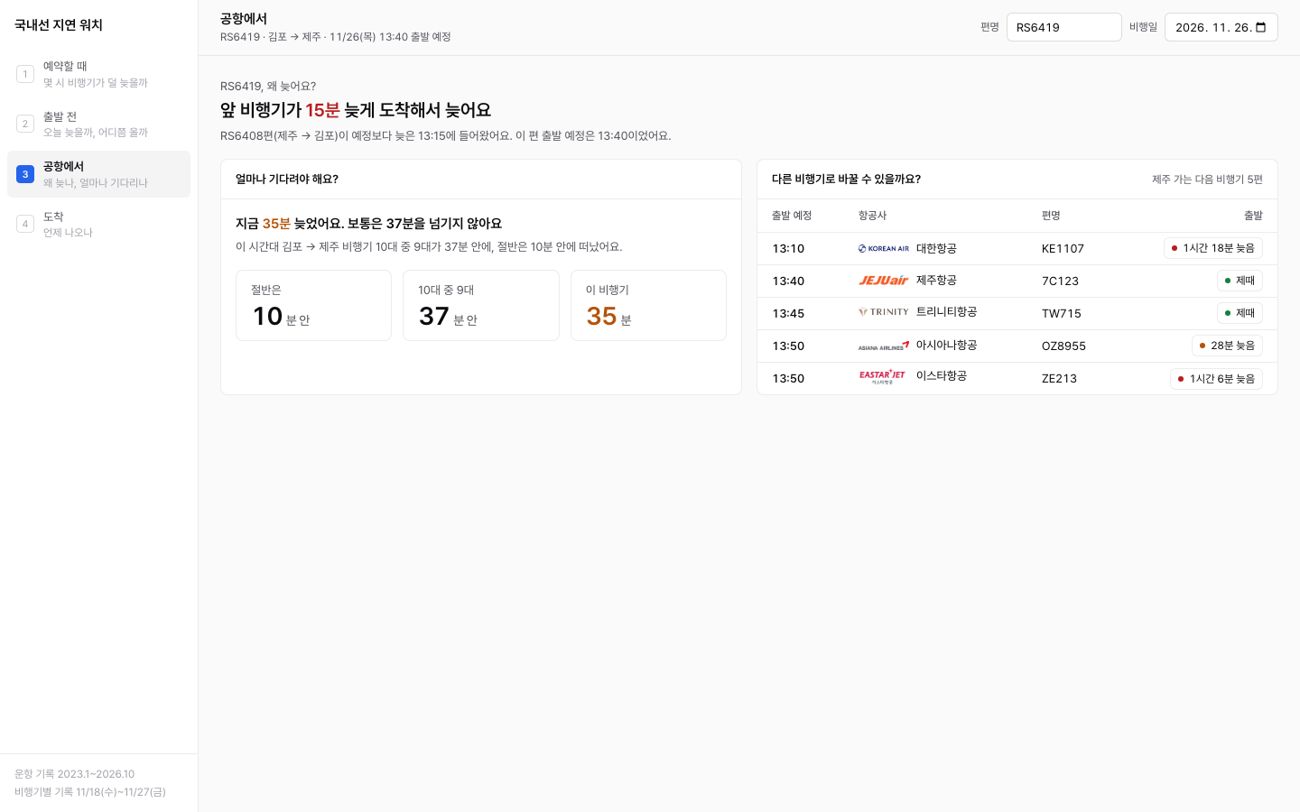 국내선 지연 워치
1
예약할 때
몇 시 비행기가 덜 늦을까
2
출발 전
오늘 늦을까, 어디쯤 올까
3
공항에서
왜 늦나, 얼마나 기다리나
4
도착
언제 나오나
운항 기록 2023.1~2026.10
비행기별 기록 11/18(수)~11/27(금)
공항에서
RS6419 · 김포 → 제주 · 11/26(목) 13:40 출발 예정
편명 RS6419 비행일 2026. 11. 26.
RS6419, 왜 늦어요?
앞 비행기가 15분 늦게 도착해서 늦어요
RS6408편(제주 → 김포)이 예정보다 늦은 13:15에 들어왔어요. 이 편 출발 예정은 13:40이었어요.
얼마나 기다려야 해요?
지금 35분 늦었어요. 보통은 37분을 넘기지 않아요
이 시간대 김포 → 제주 비행기 10대 중 9대가 37분 안에, 절반은 10분 안에 떠났어요.
절반은
10 분 안
10대 중 9대
37 분 안
이 비행기
35 분
다른 비행기로 바꿀 수 있을까요? 제주 가는 다음 비행기 5편
출발 예정 항공사 편명 출발
13:10 KOREAN AIR 대한항공 KE1107 1시간 18분 늦음
13:40 JEJUair 제주항공 7C123 제때
13:45 TRINITY 트리니티항공 TW715 제때
13:50 ASIANA AIRLINES 아시아나항공 OZ8955 28분 늦음
13:50 EASTAR JET 이스타항공 이스타항공 ZE213 1시간 6분 늦음